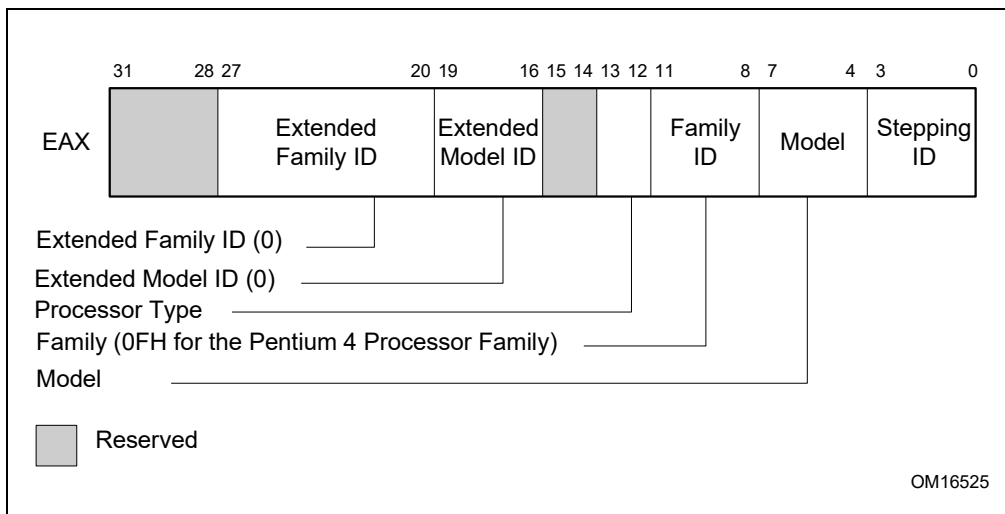 31 28 27 20 19 16 15 14 13 12 11 8 7 4 3 0
EAX
Extended
Family ID
Extended
Model ID
Family
ID
Model
Stepping
ID
Extended Family ID (0)
Extended Model ID (0)
Processor Type
Family (0FH for the Pentium 4 Processor Family)
Model
Reserved
OM16525